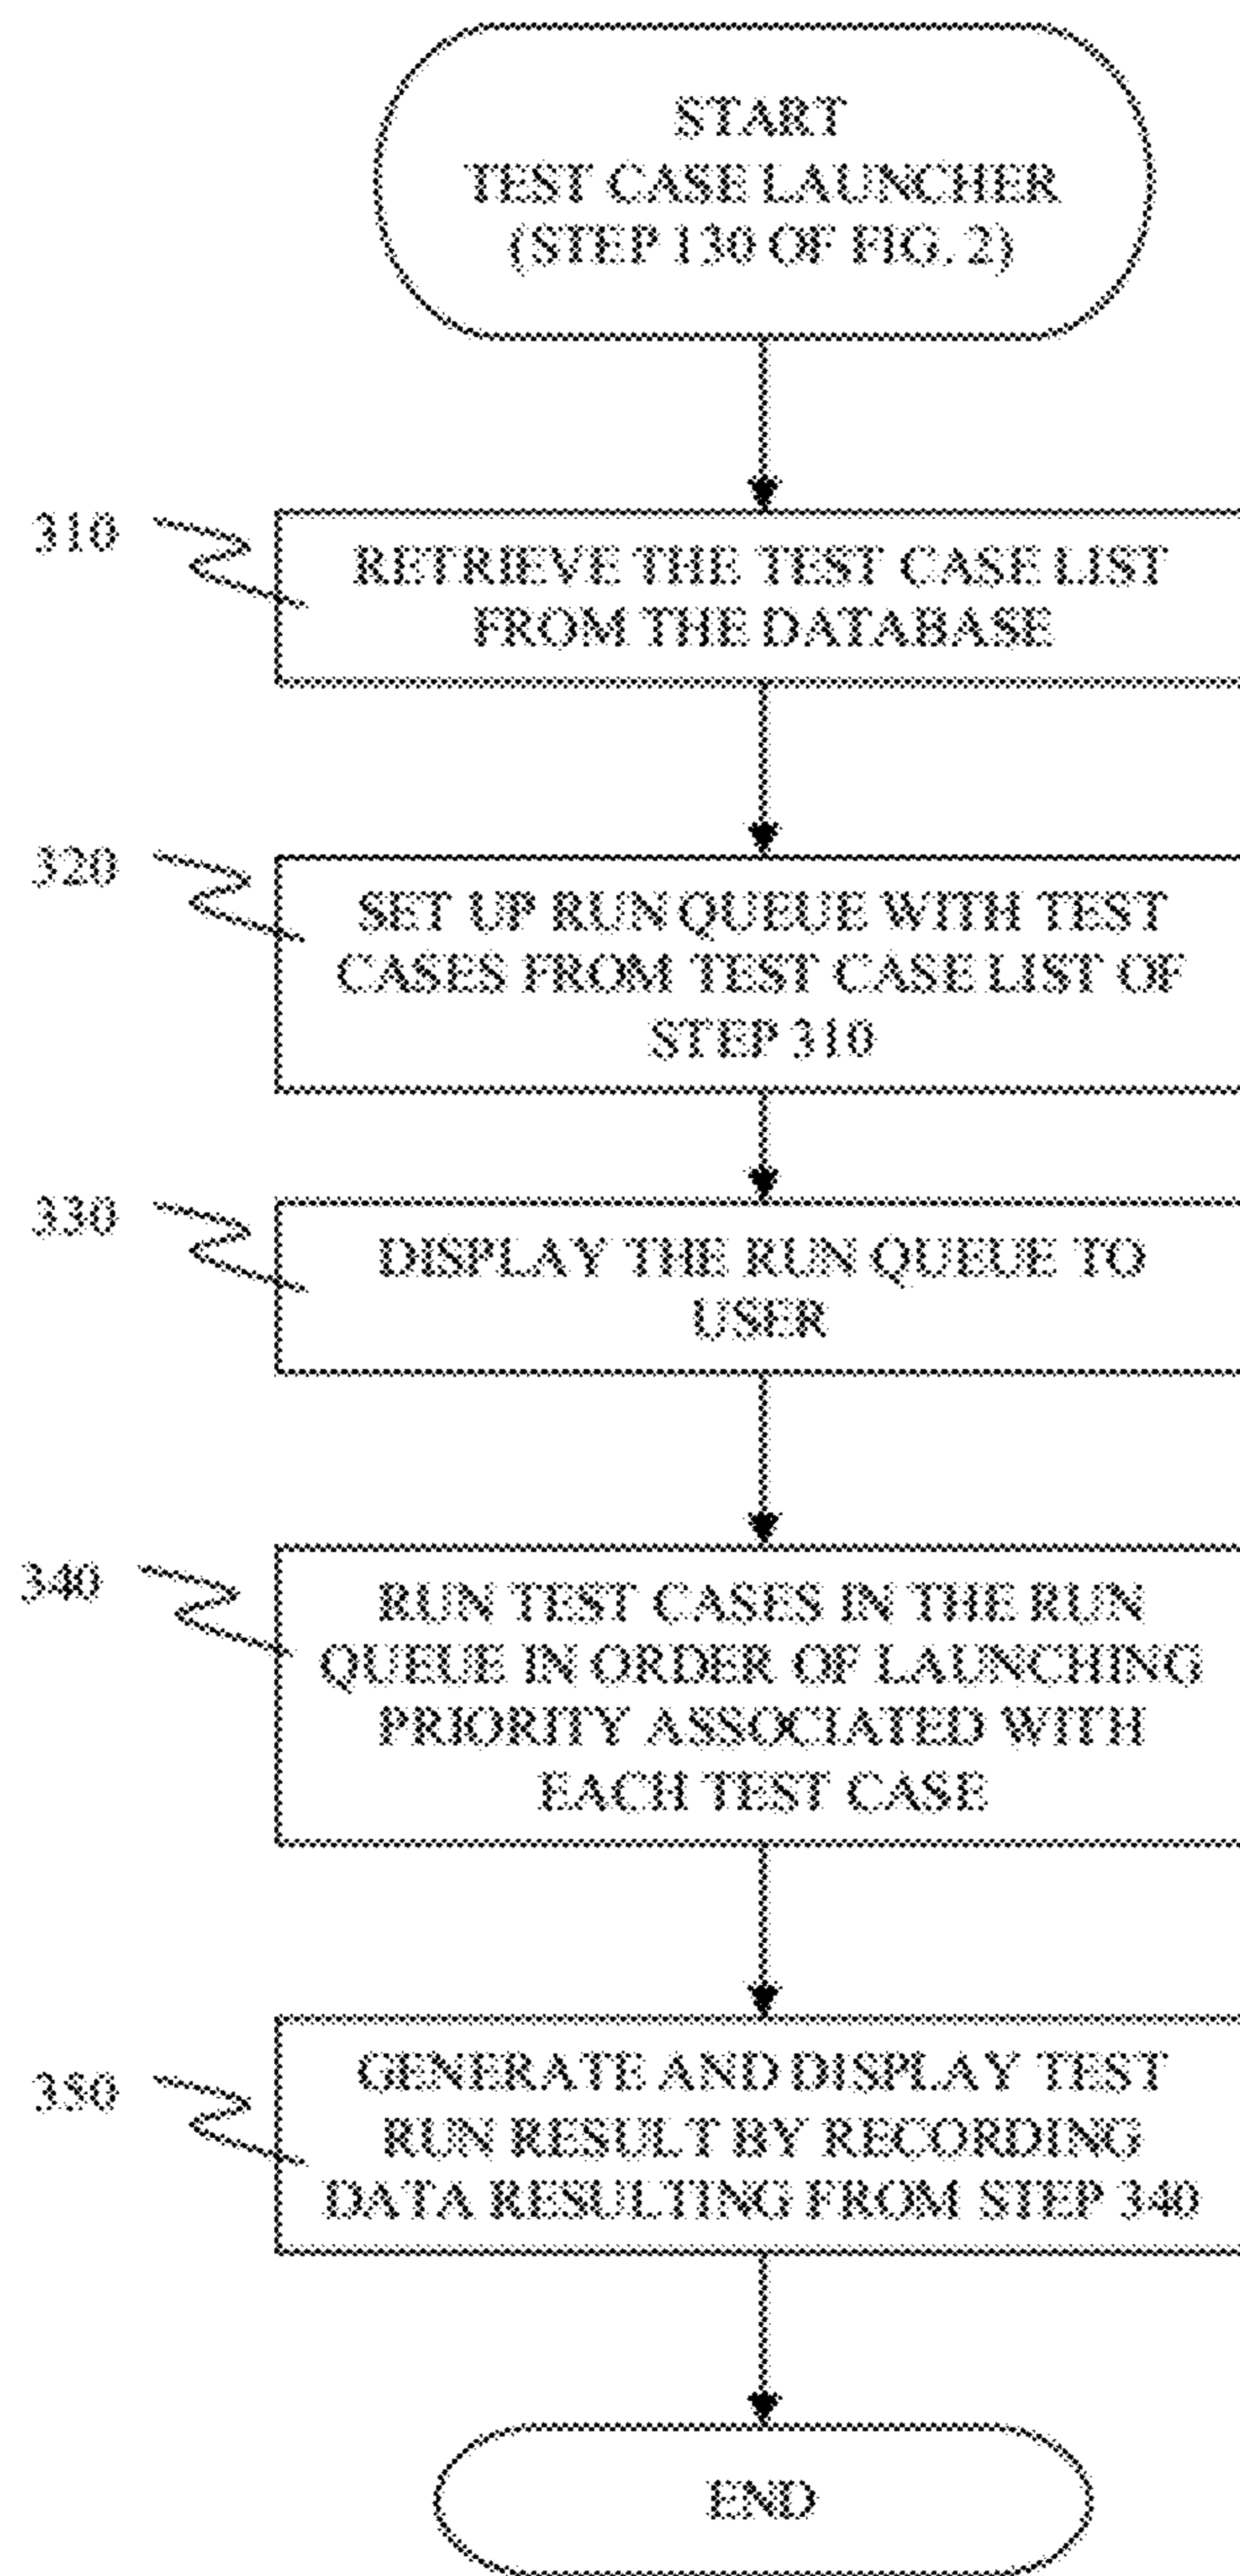 START
TEST CASE LAUNCHER
(STEP 130 OF FIG. 2)
310
RETRIEVE THE TEST CASE LIST
FROM THE DATABASE
320
SET UP RUN QUEUE WITH TEST
CASES FROM TEST CASE LIST OF
STEP 310
330
DISPLAY THE RUN QUEUE TO
USER
340
RUN TEST CASES IN THE RUN
QUEUE IN ORDER OF LAUNCHING
PRIORITY ASSOCIATED WITH
EACH TEST CASE
350
GENERATE AND DISPLAY TEST
RUN RESULT BY RECORDING
DATA RESULTING FROM STEP 340
END